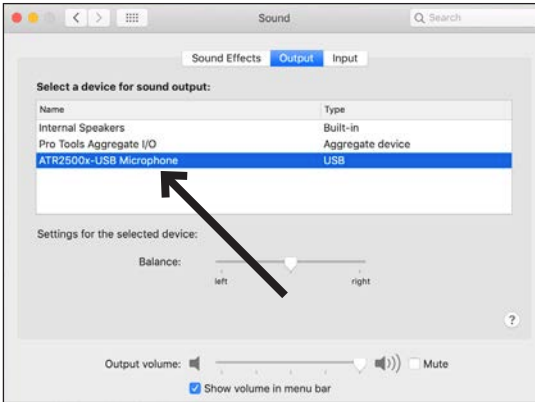 Sound
Search
Sound Effects Output Input
Select a device for sound output:
Name Type
Internal Speakers Built-in
Pro Tools Aggregate I/O Aggregate device
ATR2500x-USB Microphone USB
Settings for the selected device:
Balance:
left right
?
Output volume: Mute
Show volume in menu bar